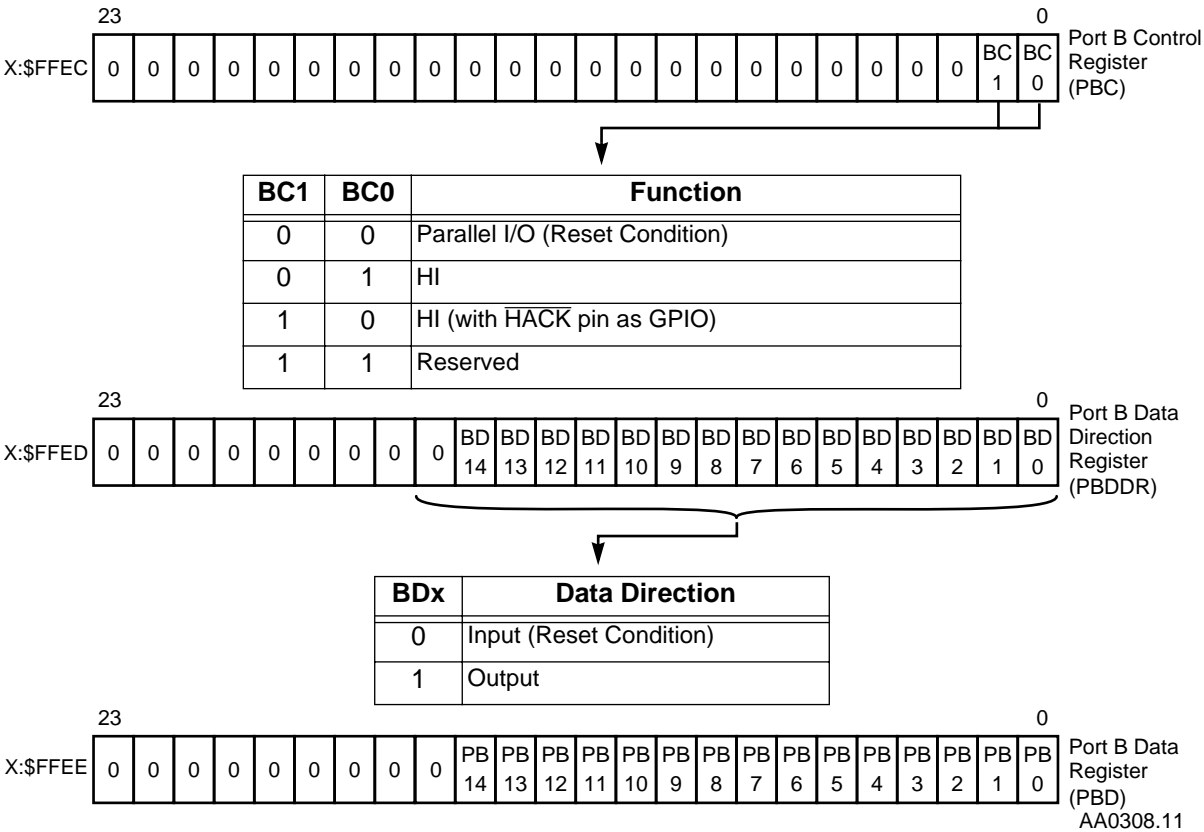 23 0
X:$FFEC 0 0 0 0 0 0 0 0 0 0 0 0 0 0 0 0 0 0 0 0 0 0 BC 1 BC 0 Port B Control Register (PBC)
BC1 BC0 Function
0 0 Parallel I/O (Reset Condition)
0 1 HI
1 0 HI (with H̅A̅C̅K̅ pin as GPIO)
1 1 Reserved
23 0
X:$FFED 0 0 0 0 0 0 0 0 0 BD 14 BD 13 BD 12 BD 11 BD 10 BD 9 BD 8 BD 7 BD 6 BD 5 BD 4 BD 3 BD 2 BD 1 BD 0 Port B Data Direction Register (PBDDR)
BDx Data Direction
0 Input (Reset Condition)
1 Output
23 0
X:$FFEE 0 0 0 0 0 0 0 0 0 PB 14 PB 13 PB 12 PB 11 PB 10 PB 9 PB 8 PB 7 PB 6 PB 5 PB 4 PB 3 PB 2 PB 1 PB 0 Port B Data Register (PBD)
AA0308.11